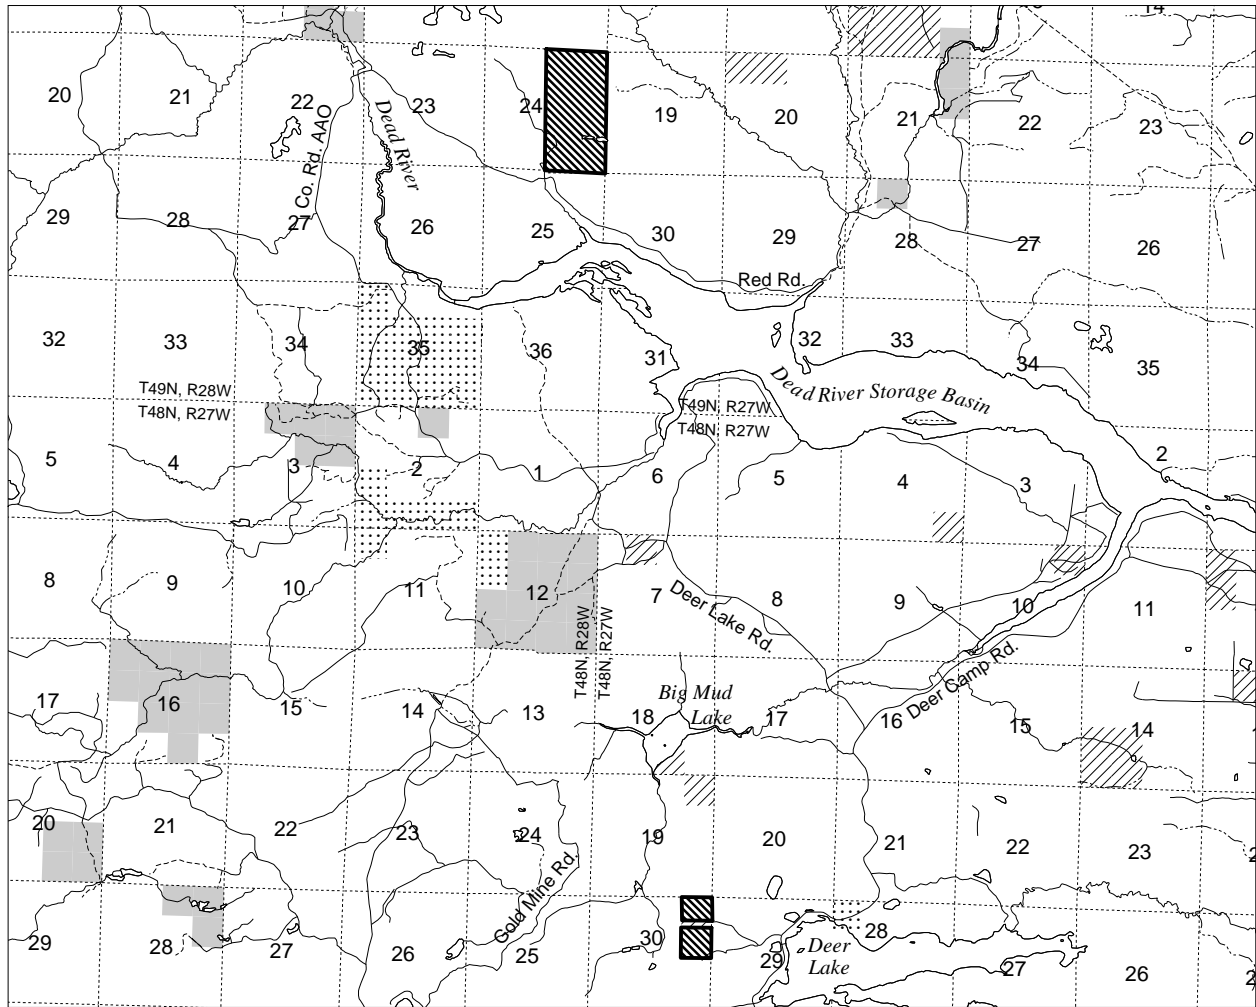 14
20 21 22 23 24 19 20 21 22 23
Co. Rd. AAO
Dead River
29 28 27 26 25 30 29 28 27 26
Red Rd.
32 33 34 35 36 31 32 33 34 35
T49N, R28W
T48N, R27W
Dead River Storage Basin
T49N, R27W
T48N, R27W
5 4 3 2 1 6 5 4 3 2
8 9 10 11 12 7 8 9 10 11
Deer Lake Rd.
T48N, R28W
T48N, R27W
Deer Camp Rd.
17 16 15 14 13 18 17 16 15 14
Big Mud
Lake
20 21 22 23 24 19 20 21 22 23
Gold Mine Rd.
29 28 27 26 25 30 29 28 27 26
Deer
Lake